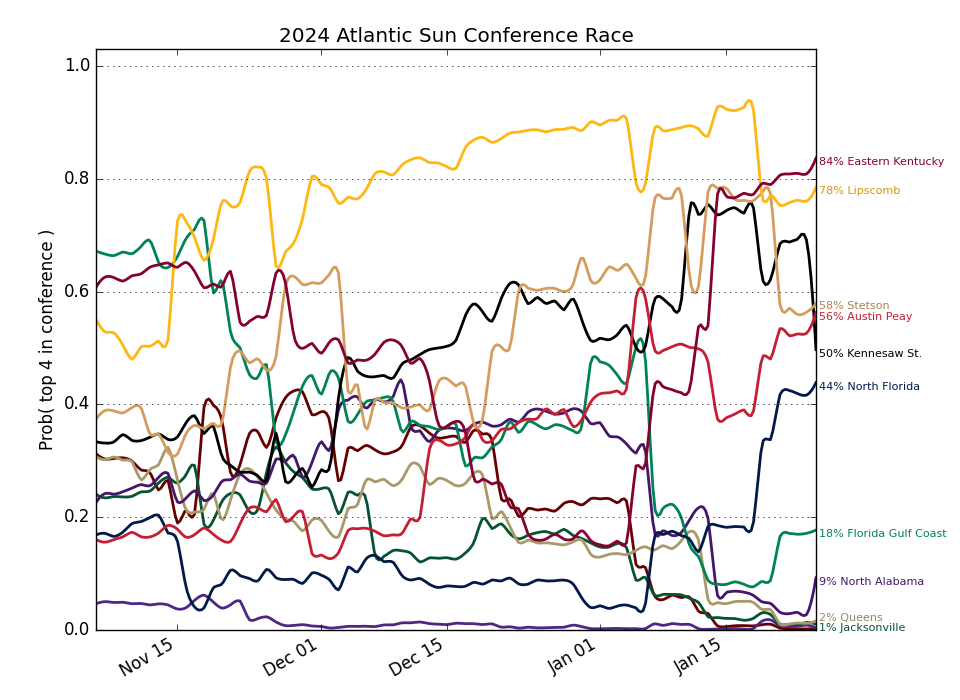 2024 Atlantic Sun Conference Race
Prob( top 4 in conference )
1.0
0.8
0.6
0.4
0.2
0.0
Nov 15
Dec 01
Dec 15
Jan 01
Jan 15
84% Eastern Kentucky
78% Lipscomb
58% Stetson
56% Austin Peay
50% Kennesaw St.
44% North Florida
18% Florida Gulf Coast
9% North Alabama
2% Queens
1% Jacksonville